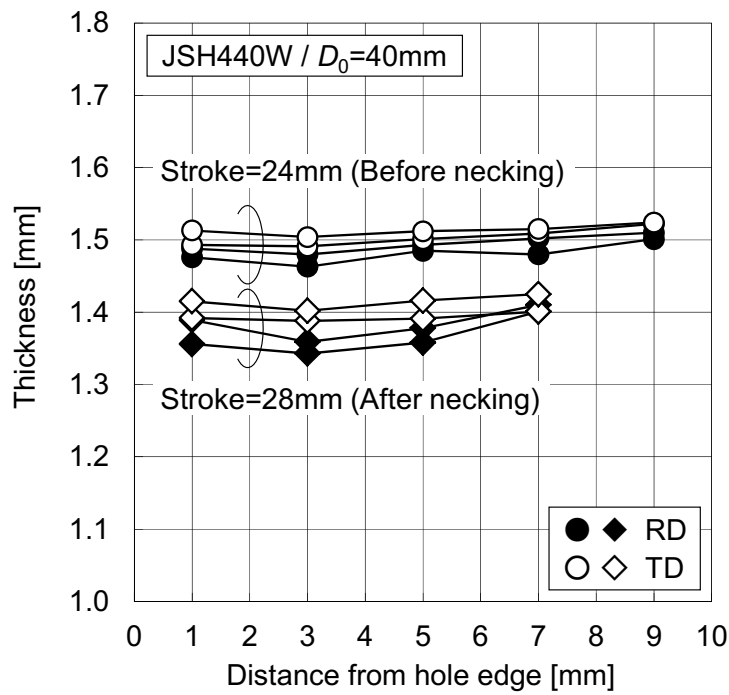 JSH440W / D₀=40mm
Stroke=24mm (Before necking)
Stroke=28mm (After necking)
RD
TD
Thickness [mm]
1.8
1.7
1.6
1.5
1.4
1.3
1.2
1.1
1.0
0 1 2 3 4 5 6 7 8 9 10
Distance from hole edge [mm]